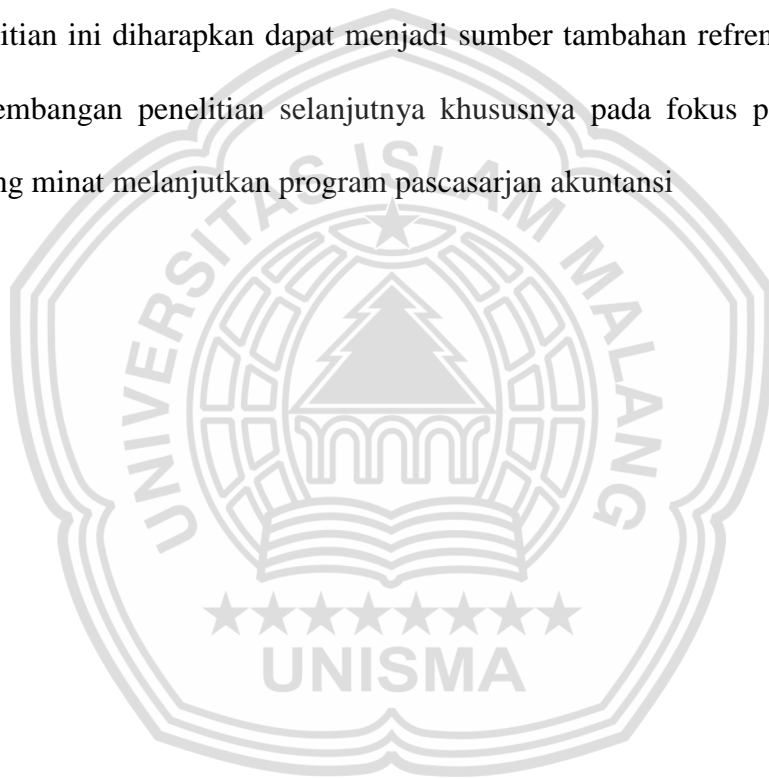 itian ini diharapkan dapat menjadi sumber tambahan refren
embangan penelitian selanjutnya khususnya pada fokus p
ng minat melanjutkan program pascasarjan akuntansi
UNIVERSITAS ISLAM MALANG
UNISMA